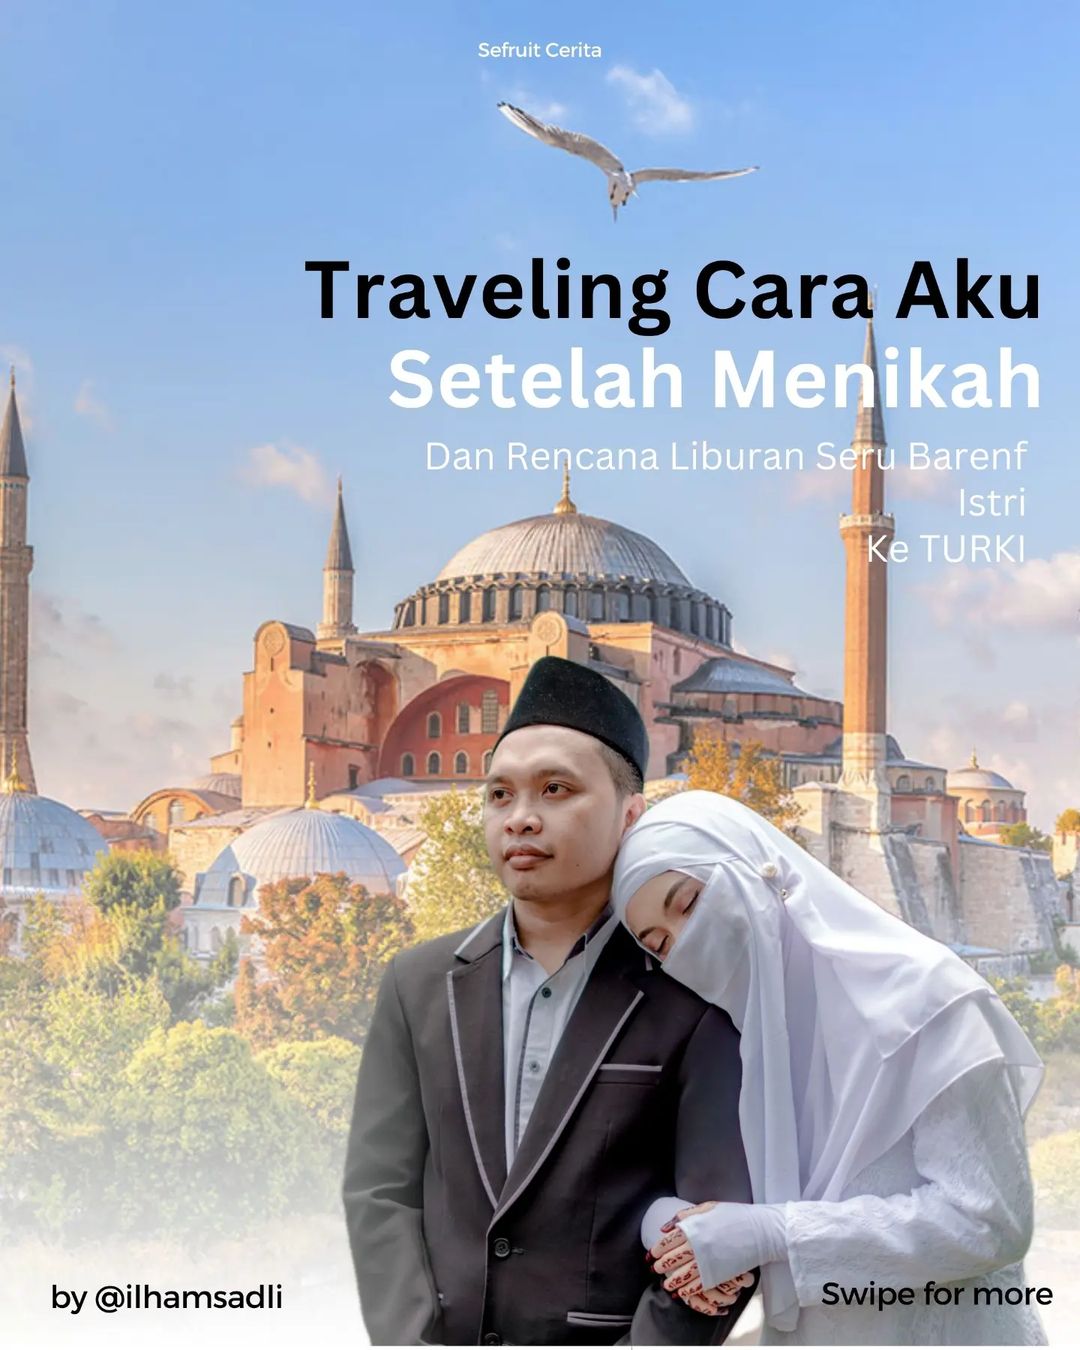 Sefruit Cerita
Traveling Cara Aku
Setelah Menikah
Dan Rencana Liburan Seru Barenf
Istri
Ke TURKI
by @ilhamsadli
Swipe for more